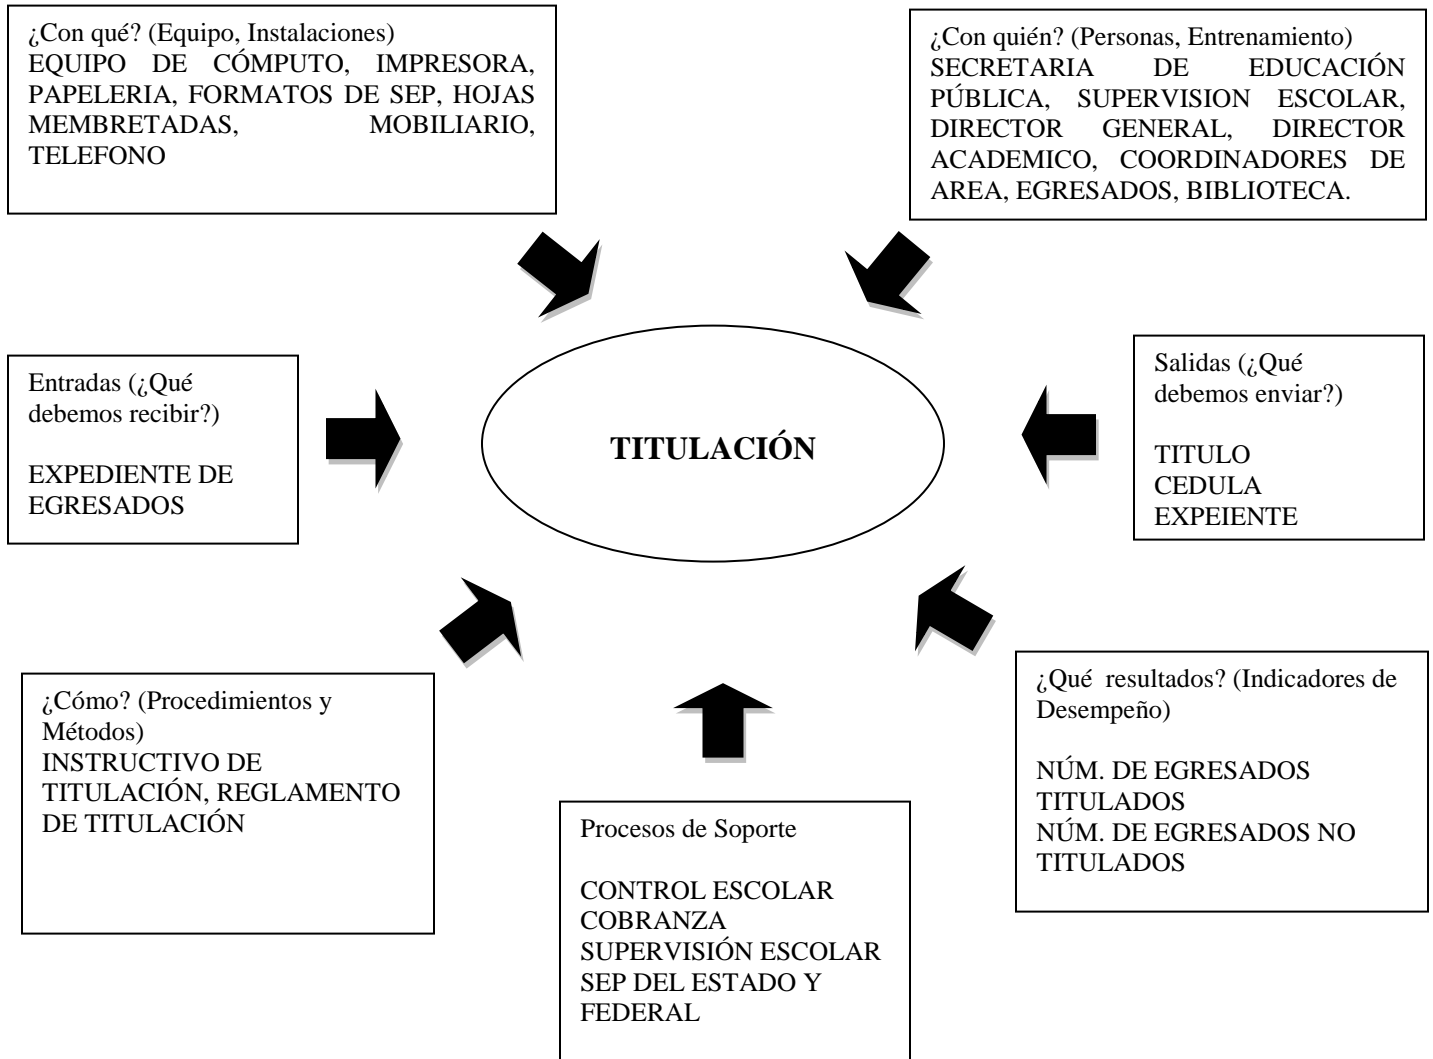 ¿Con qué? (Equipo, Instalaciones)
EQUIPO DE CÓMPUTO, IMPRESORA,
PAPELERIA, FORMATOS DE SEP, HOJAS
MEMBRETADAS, MOBILIARIO,
TELEFONO
¿Con quién? (Personas, Entrenamiento)
SECRETARIA DE EDUCACIÓN
PÚBLICA, SUPERVISION ESCOLAR,
DIRECTOR GENERAL, DIRECTOR
ACADEMICO, COORDINADORES DE
AREA, EGRESADOS, BIBLIOTECA.
Entradas (¿Qué
debemos recibir?)
EXPEDIENTE DE
EGRESADOS
TITULACIÓN
Salidas (¿Qué
debemos enviar?)
TITULO
CEDULA
EXPEIENTE
¿Cómo? (Procedimientos y
Métodos)
INSTRUCTIVO DE
TITULACIÓN, REGLAMENTO
DE TITULACIÓN
Procesos de Soporte
CONTROL ESCOLAR
COBRANZA
SUPERVISIÓN ESCOLAR
SEP DEL ESTADO Y
FEDERAL
¿Qué resultados? (Indicadores de
Desempeño)
NÚM. DE EGRESADOS
TITULADOS
NÚM. DE EGRESADOS NO
TITULADOS